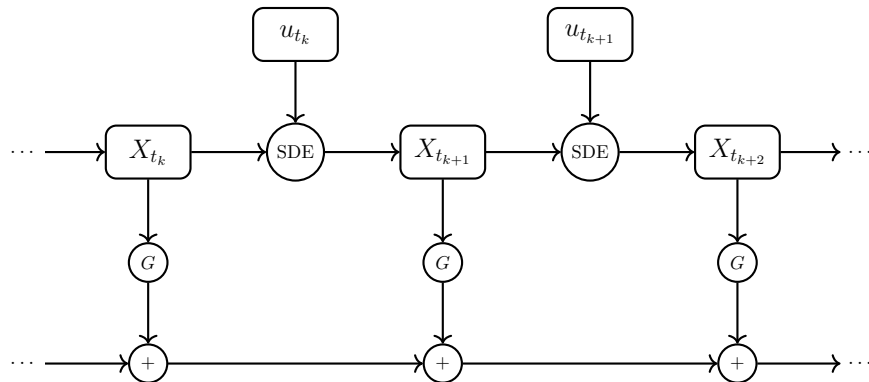 u_{t_k} u_{t_{k+1}}
··· X_{t_k} SDE X_{t_{k+1}} SDE X_{t_{k+2}} ···
G G G
··· + + + ···